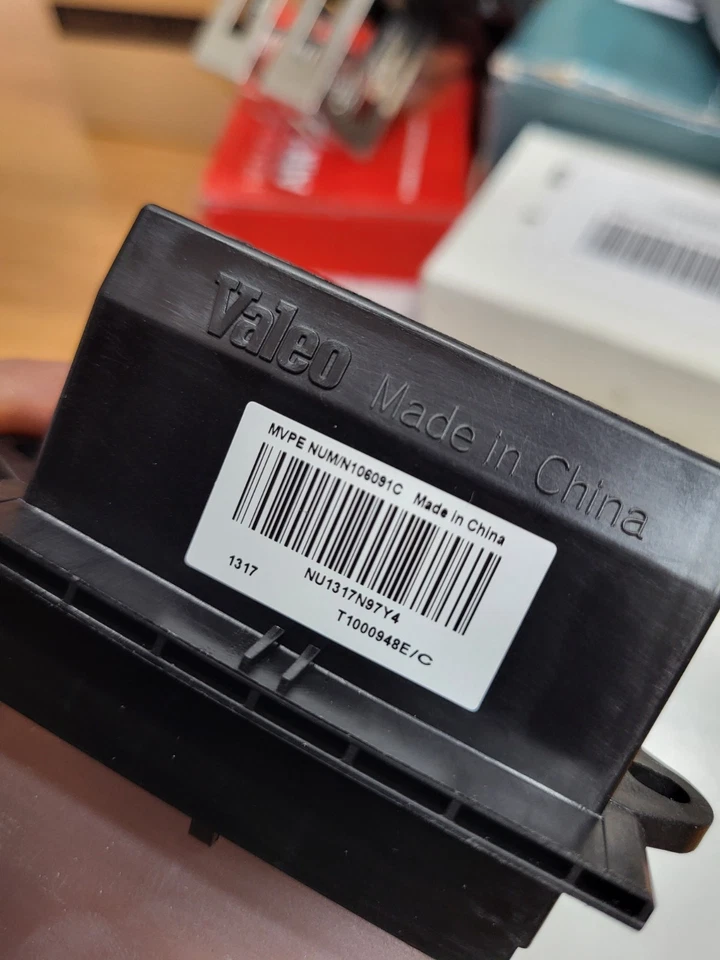 Valeo Made in China
MVPE NUM/N106091C Made in China
NU1317N97Y4
1317
T1000948E/C